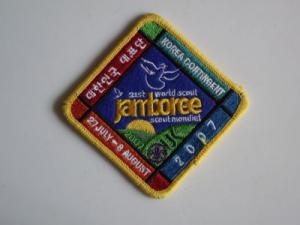 대한민국 대표단
KOREA CONTINGENT
21st world scout
jamboree
scout mondial
2007
27 JULY - 8 AUGUST
2007